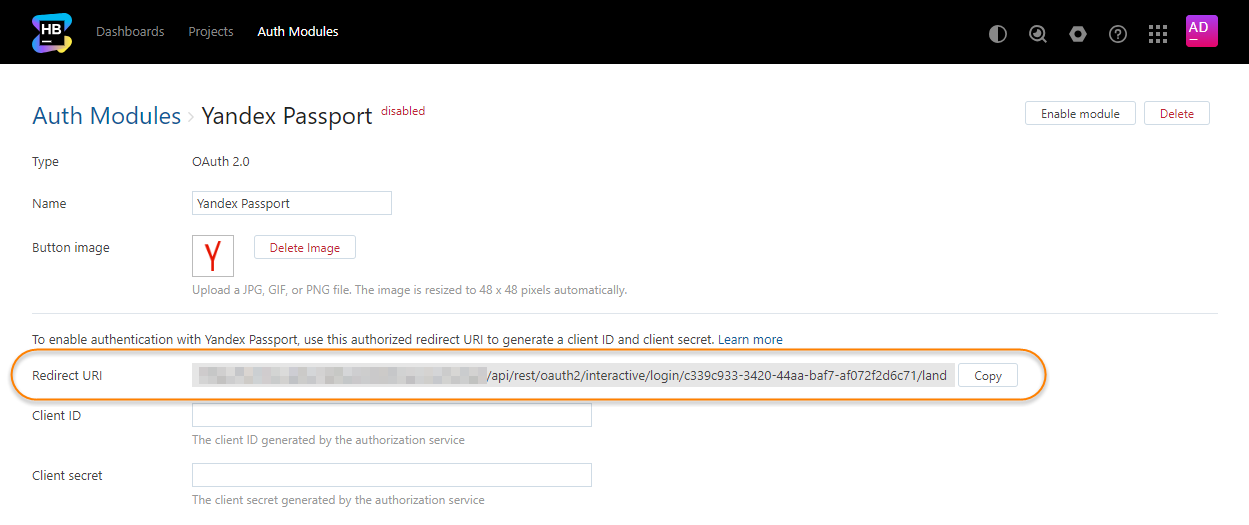 HB Dashboards Projects Auth Modules AD
Auth Modules › Yandex Passport disabled Enable module Delete
Type OAuth 2.0
Name Yandex Passport
Button image Y Delete Image
Upload a JPG, GIF, or PNG file. The image is resized to 48 x 48 pixels automatically.
To enable authentication with Yandex Passport, use this authorized redirect URI to generate a client ID and client secret. Learn more
Redirect URI /api/rest/oauth2/interactive/login/c339c933-3420-44aa-baf7-af072f2d6c71/land Copy
Client ID
The client ID generated by the authorization service
Client secret
The client secret generated by the authorization service